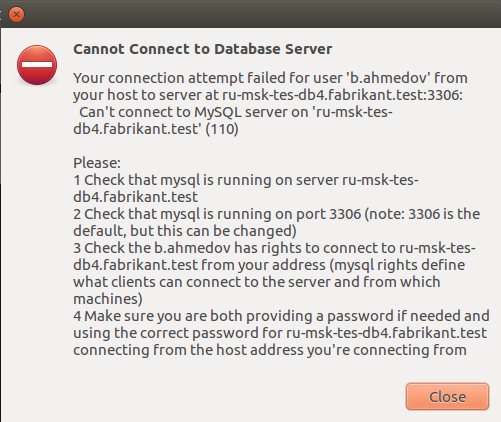 Cannot Connect to Database Server
Your connection attempt failed for user 'b.ahmedov' from
your host to server at ru-msk-tes-db4.fabrikant.test:3306:
Can't connect to MySQL server on 'ru-msk-tes-
db4.fabrikant.test' (110)
Please:
1 Check that mysql is running on server ru-msk-tes-
db4.fabrikant.test
2 Check that mysql is running on port 3306 (note: 3306 is the
default, but this can be changed)
3 Check the b.ahmedov has rights to connect to ru-msk-tes-
db4.fabrikant.test from your address (mysql rights define
what clients can connect to the server and from which
machines)
4 Make sure you are both providing a password if needed and
using the correct password for ru-msk-tes-db4.fabrikant.test
connecting from the host address you're connecting from
Close